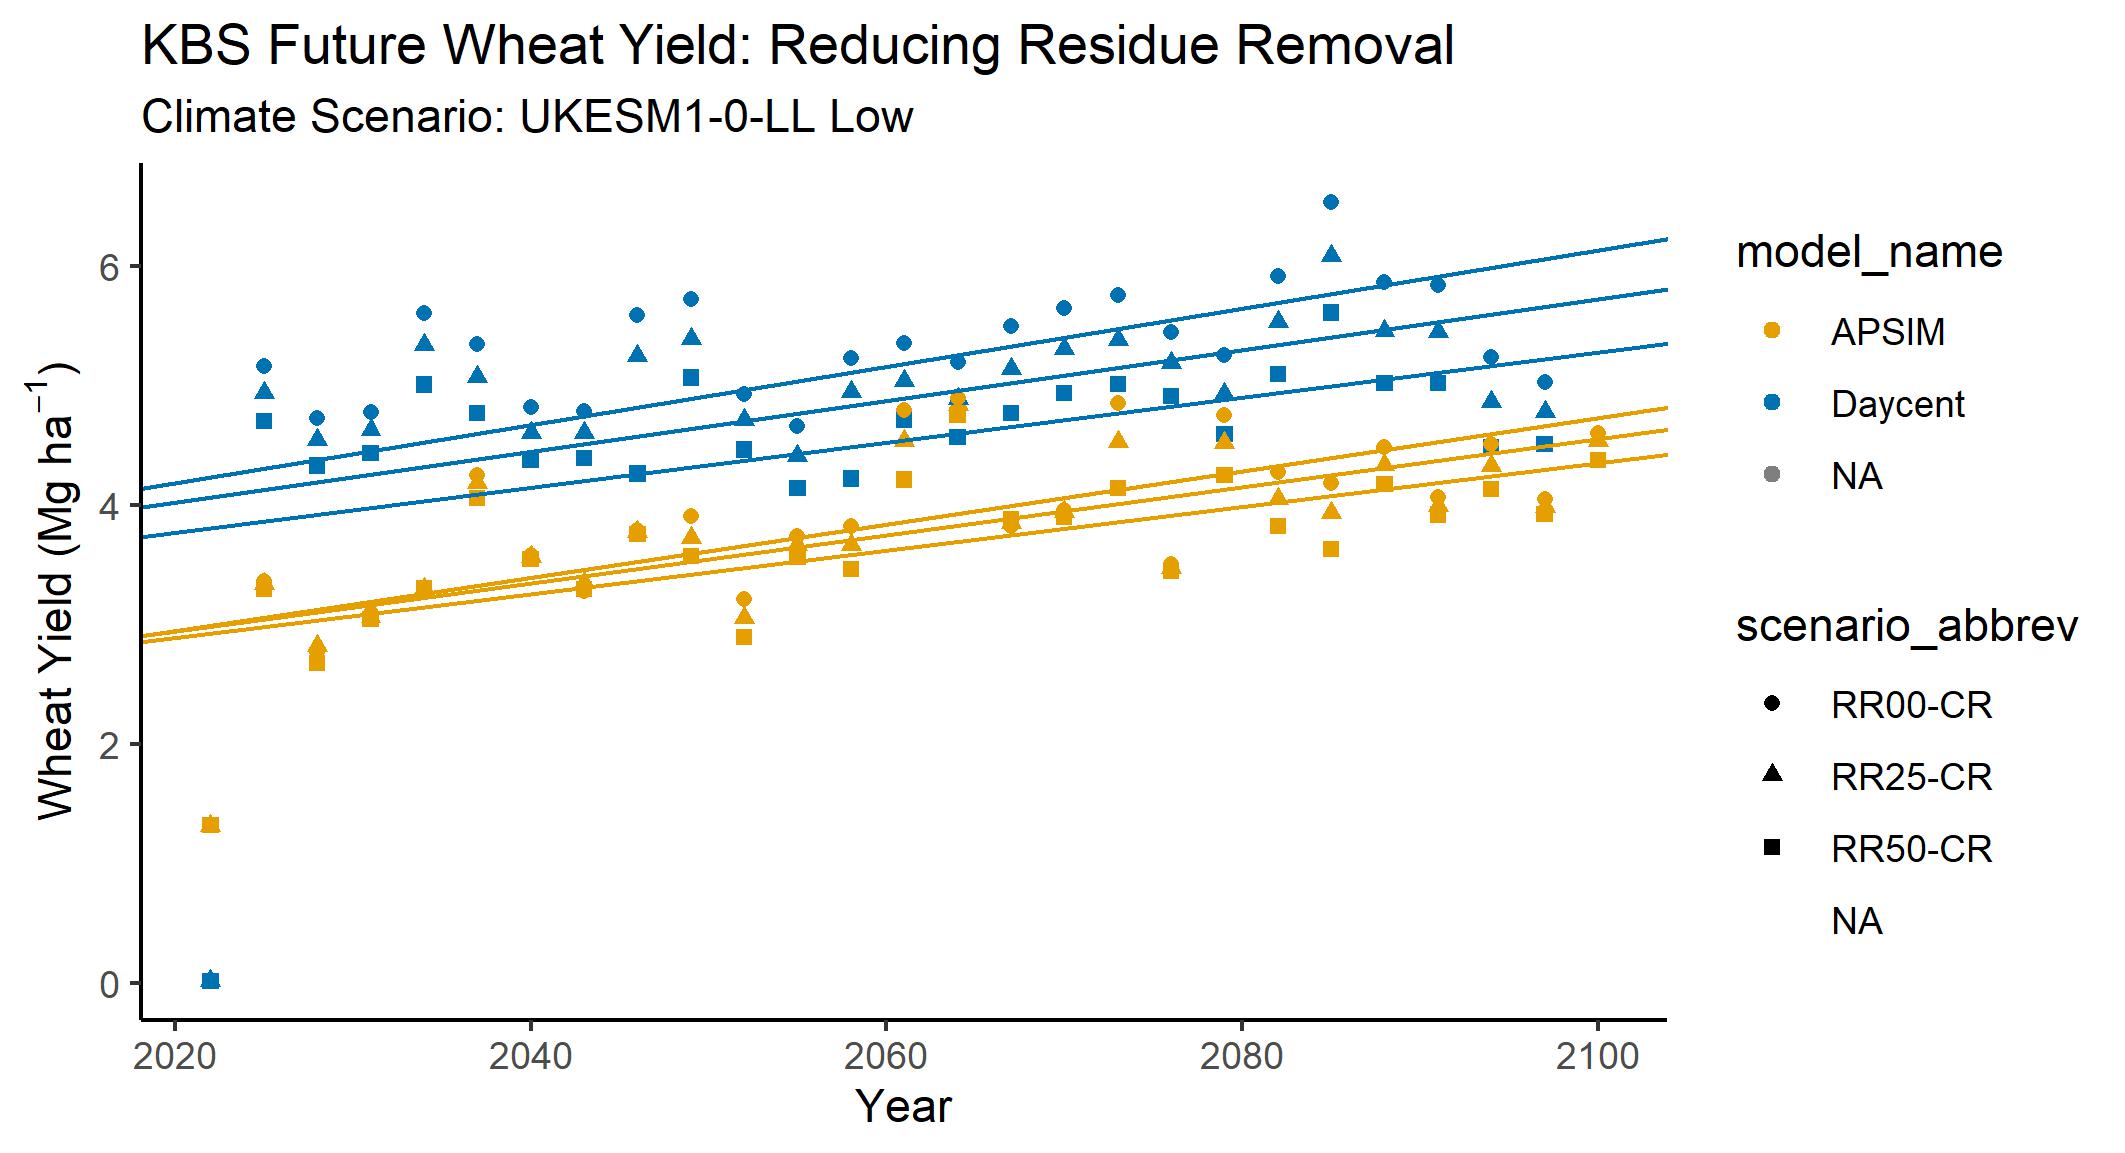 KBS Future Wheat Yield: Reducing Residue Removal
Climate Scenario: UKESM1-0-LL Low
Wheat Yield (Mg ha⁻¹)
6
4
2
0
2020 2040 2060 2080 2100
Year
model_name
APSIM
Daycent
NA
scenario_abbrev
RR00-CR
RR25-CR
RR50-CR
NA